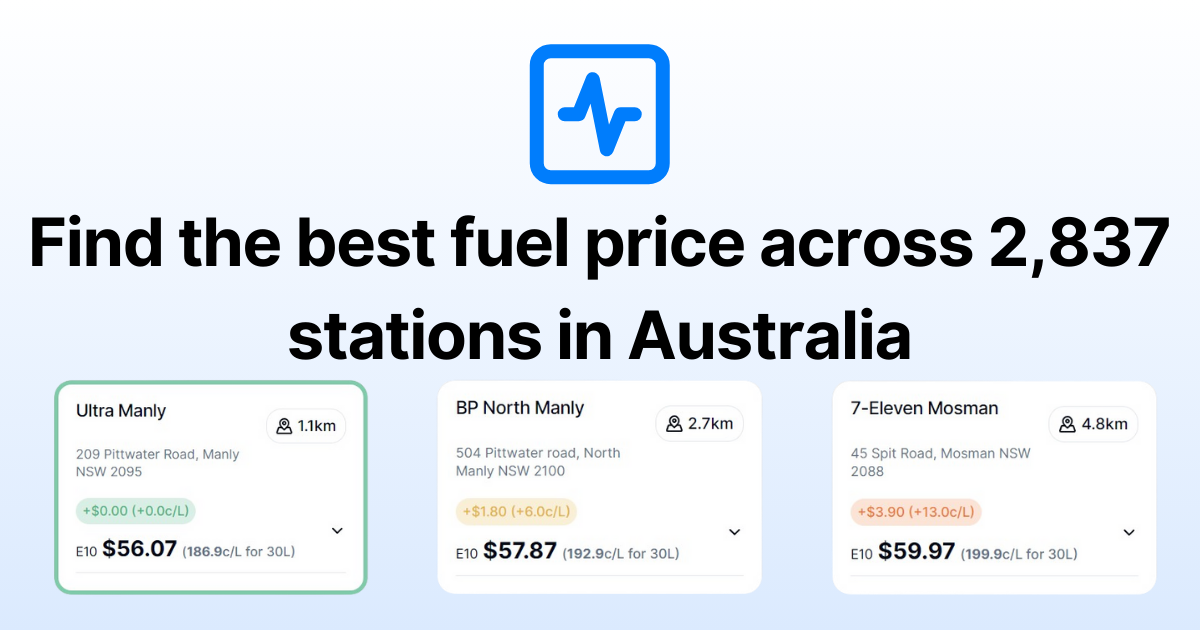 Find the best fuel price across 2,837
stations in Australia
Ultra Manly
1.1km
209 Pittwater Road, Manly
NSW 2095
+$0.00 (+0.0c/L)
E10 $56.07 (186.9c/L for 30L)
BP North Manly
2.7km
504 Pittwater road, North
Manly NSW 2100
+$1.80 (+6.0c/L)
E10 $57.87 (192.9c/L for 30L)
7-Eleven Mosman
4.8km
45 Spit Road, Mosman NSW
2088
+$3.90 (+13.0c/L)
E10 $59.97 (199.9c/L for 30L)